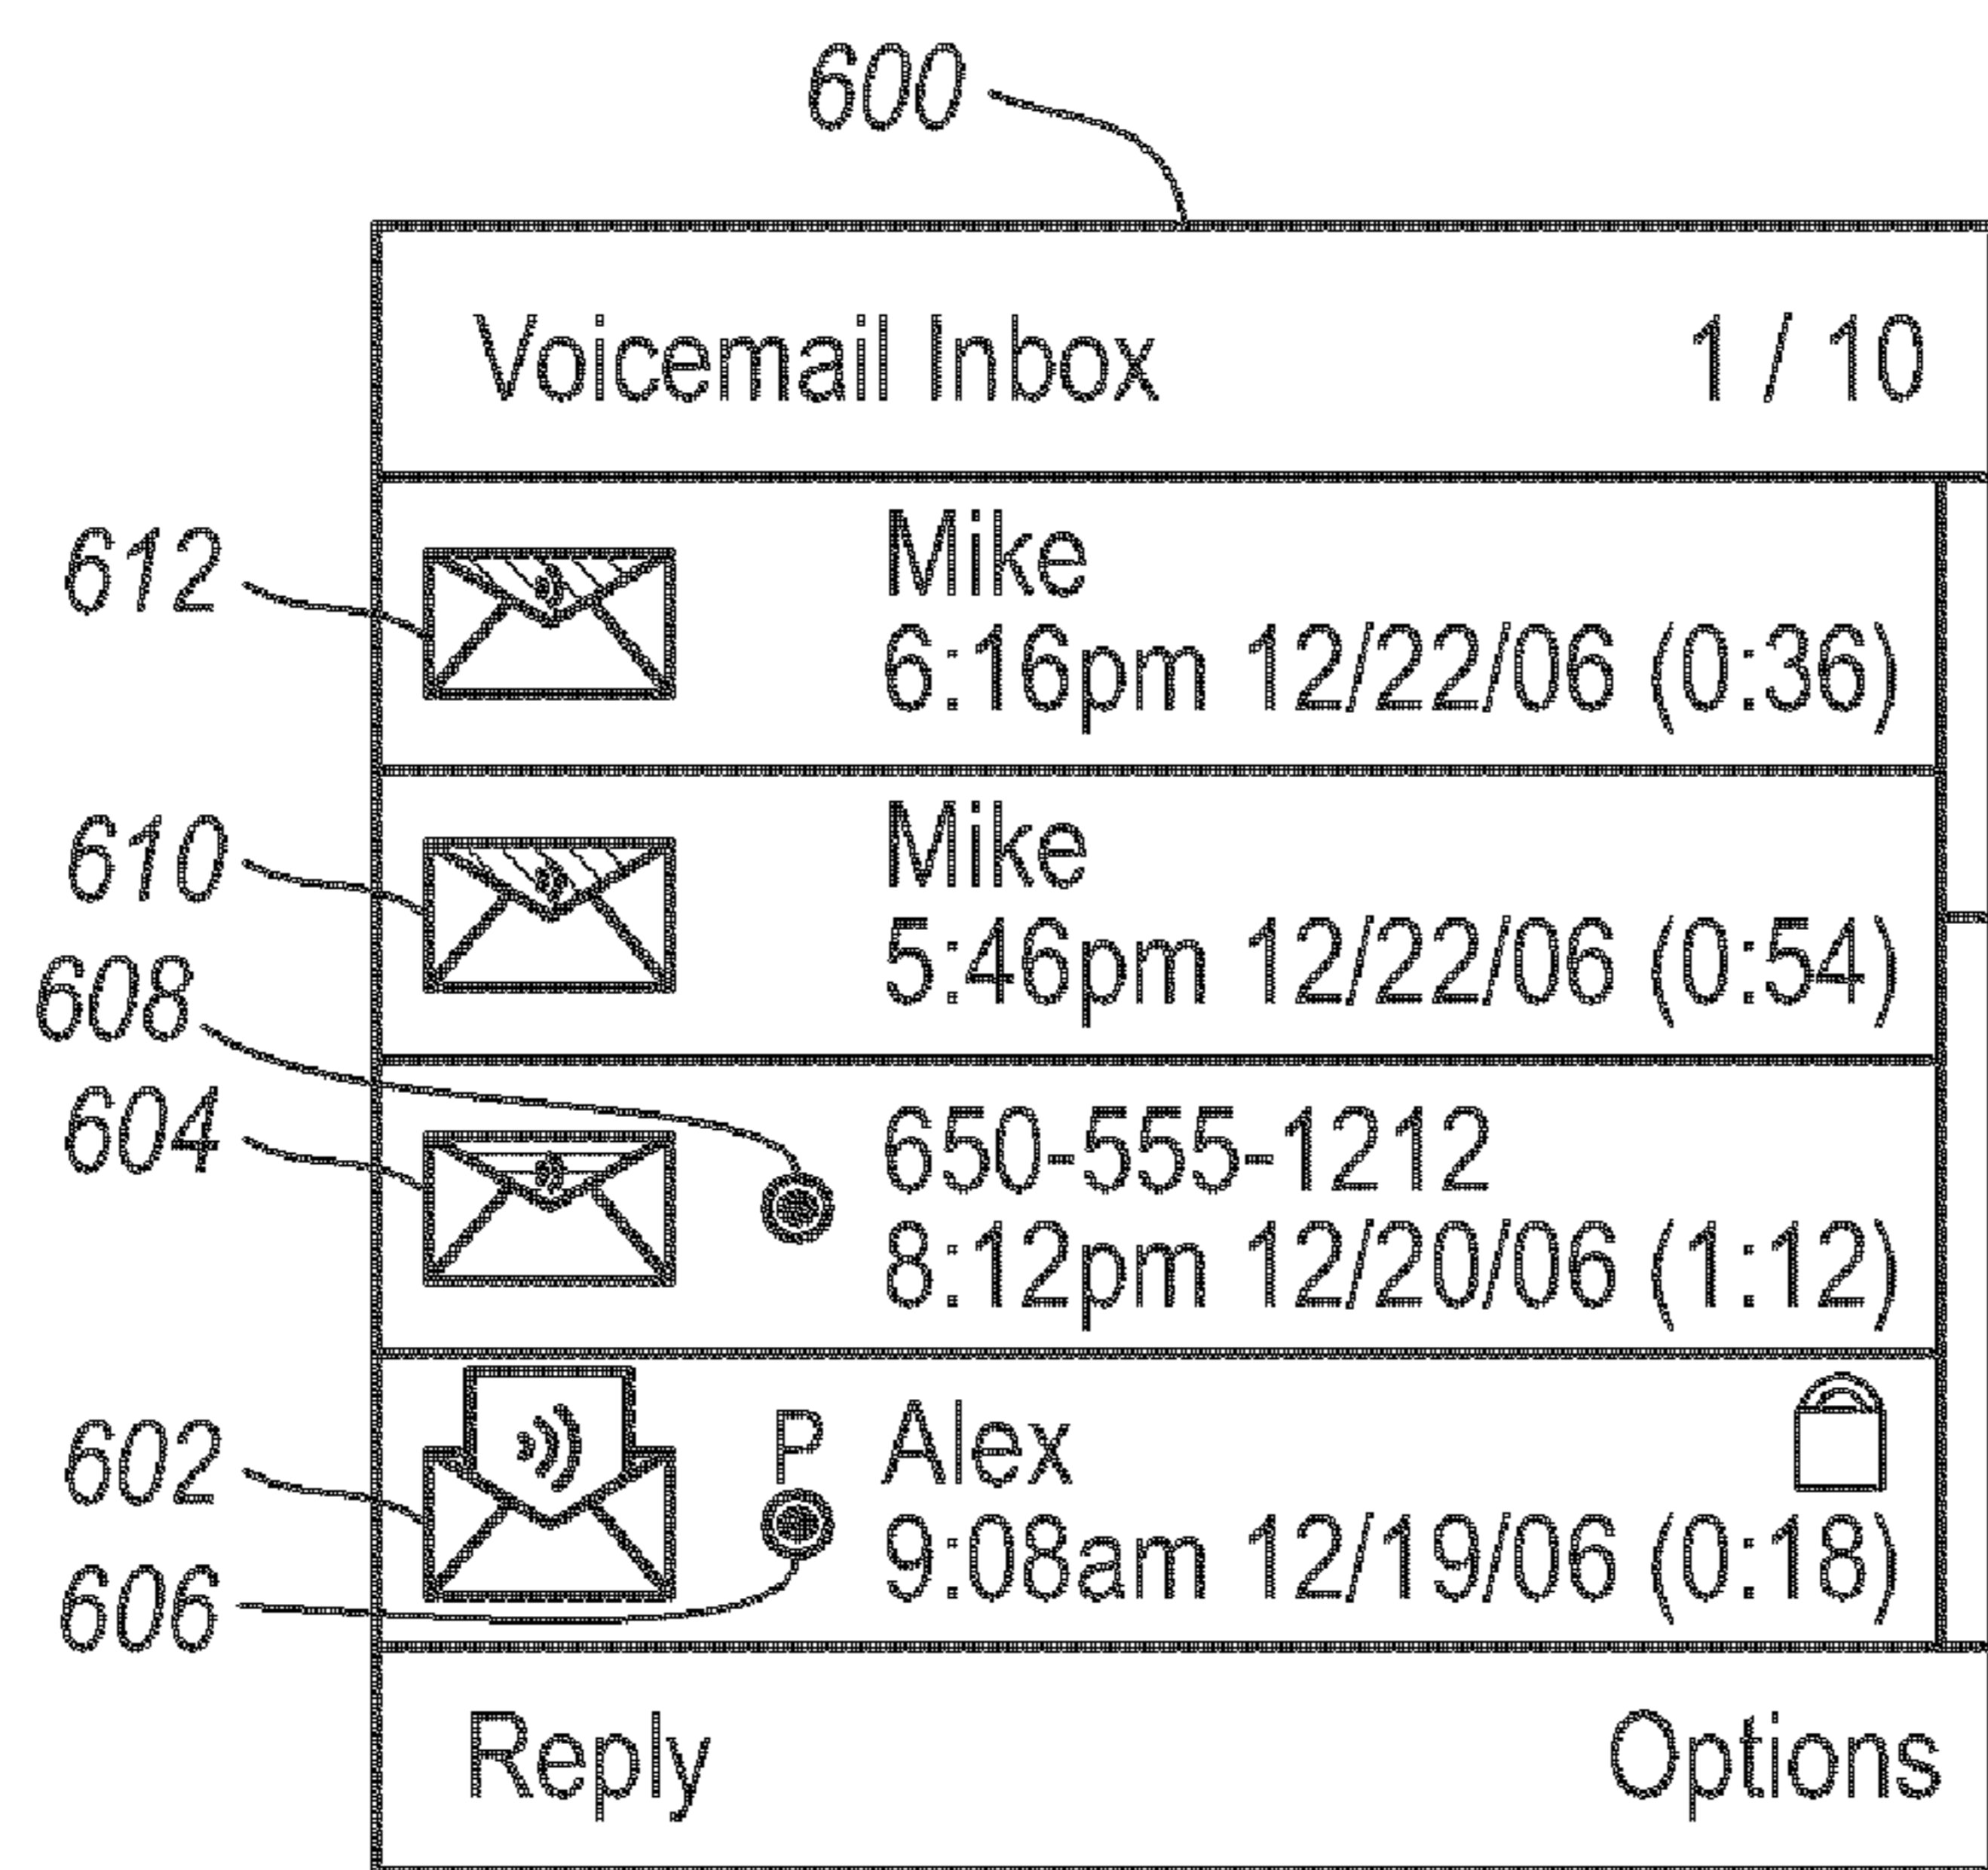 600
Voicemail Inbox 1 / 10
612
Mike
6:16pm 12/22/06 (0:36)
610
Mike
5:46pm 12/22/06 (0:54)
608
604
650-555-1212
8:12pm 12/20/06 (1:12)
602
P Alex
9:08am 12/19/06 (0:18)
606
Reply Options